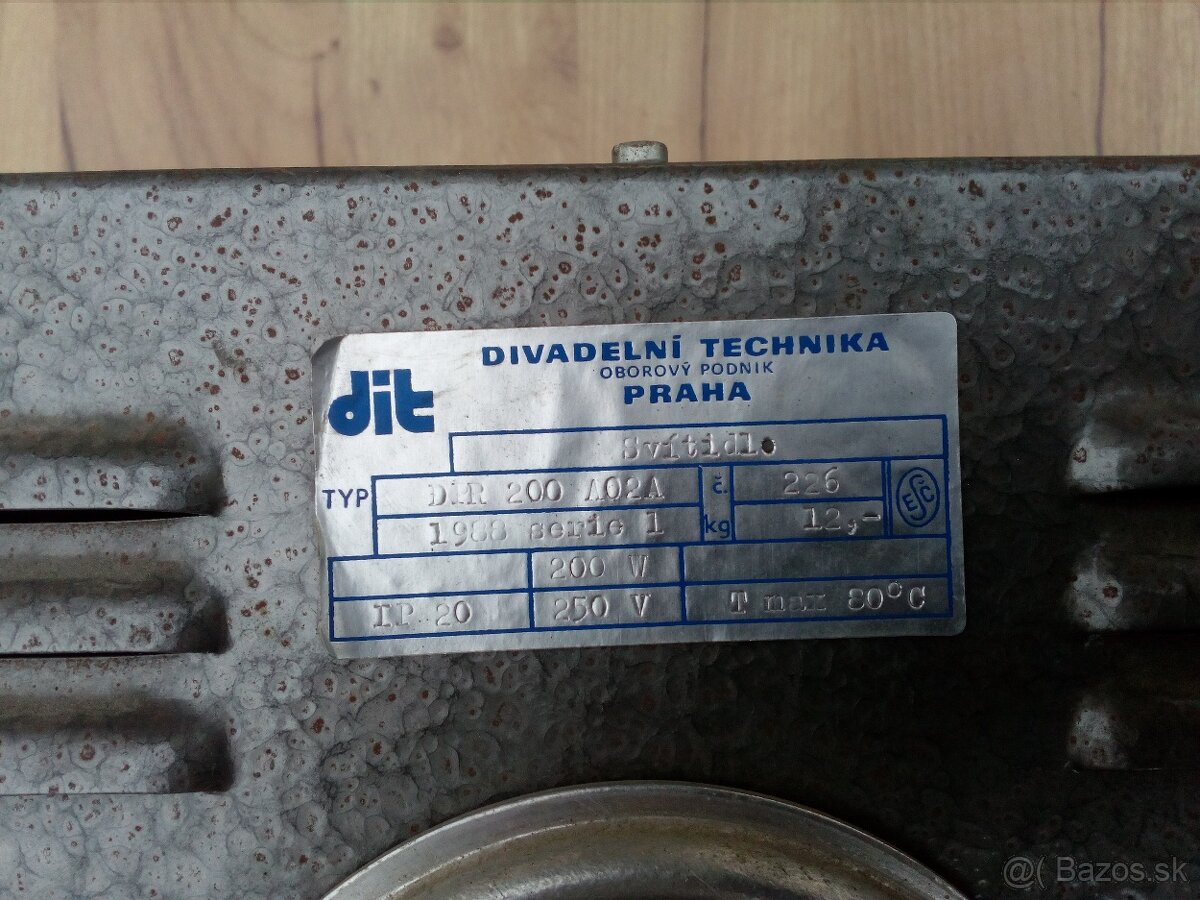 DIVADELNÍ TECHNIKA
OBOROVÝ PODNIK
PRAHA
dit
Svítidlo
TYP DIR 200 A02A č. 226
1988 serie 1 kg 12,-
ESČ
200 W
IP 20 250 V T max 80°C
@( Bazos.sk